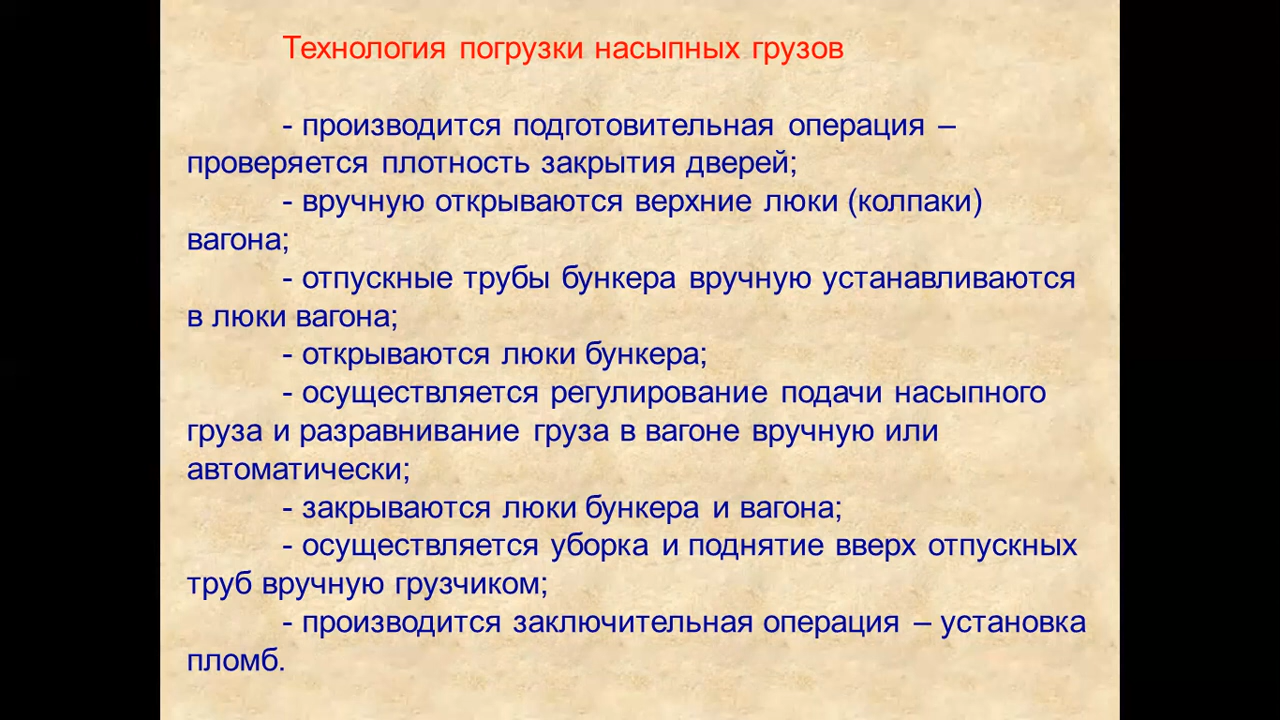 Технология погрузки насыпных грузов
- производится подготовительная операция –
проверяется плотность закрытия дверей;
- вручную открываются верхние люки (колпаки)
вагона;
- отпускные трубы бункера вручную устанавливаются
в люки вагона;
- открываются люки бункера;
- осуществляется регулирование подачи насыпного
груза и разравнивание груза в вагоне вручную или
автоматически;
- закрываются люки бункера и вагона;
- осуществляется уборка и поднятие вверх отпускных
труб вручную грузчиком;
- производится заключительная операция – установка
пломб.